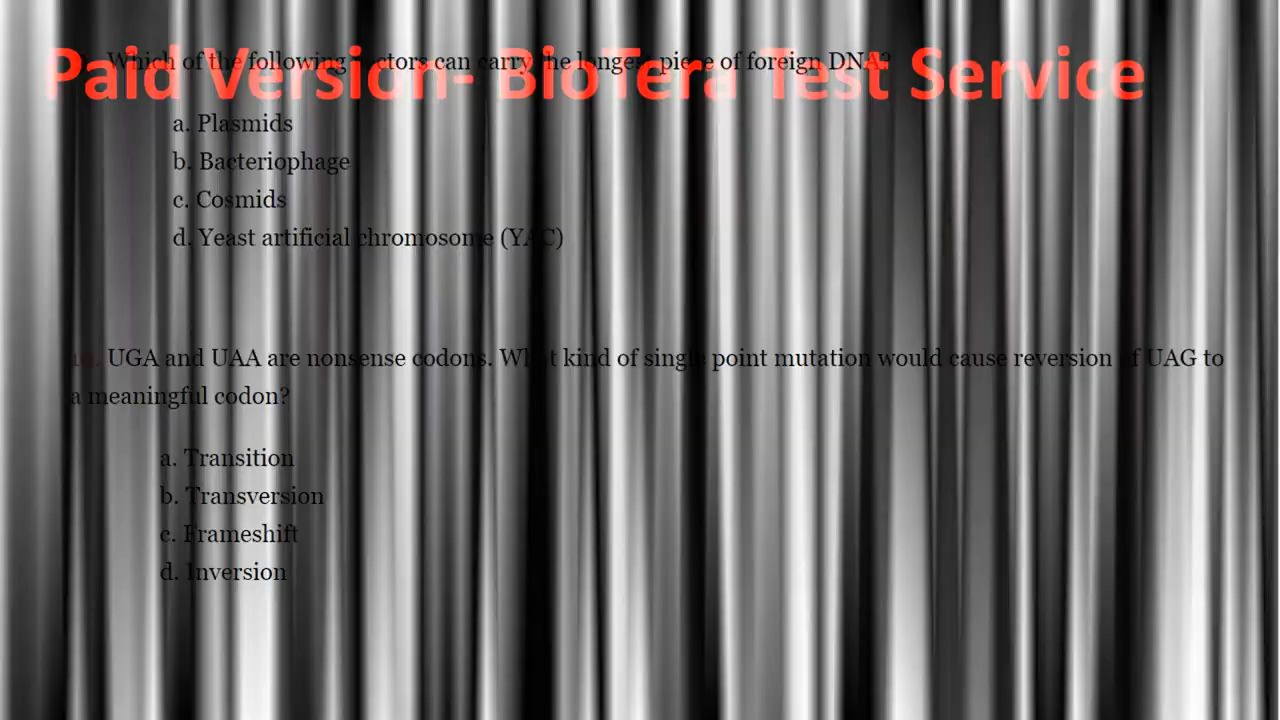 Paid Version- BioTera Test Service
Which of the following vectors can carry the longest piece of foreign DNA?
a. Plasmids
b. Bacteriophage
c. Cosmids
d. Yeast artificial chromosome (YAC)
UGA and UAA are nonsense codons. What kind of single point mutation would cause reversion of UAG to
a meaningful codon?
a. Transition
b. Transversion
c. Frameshift
d. Inversion